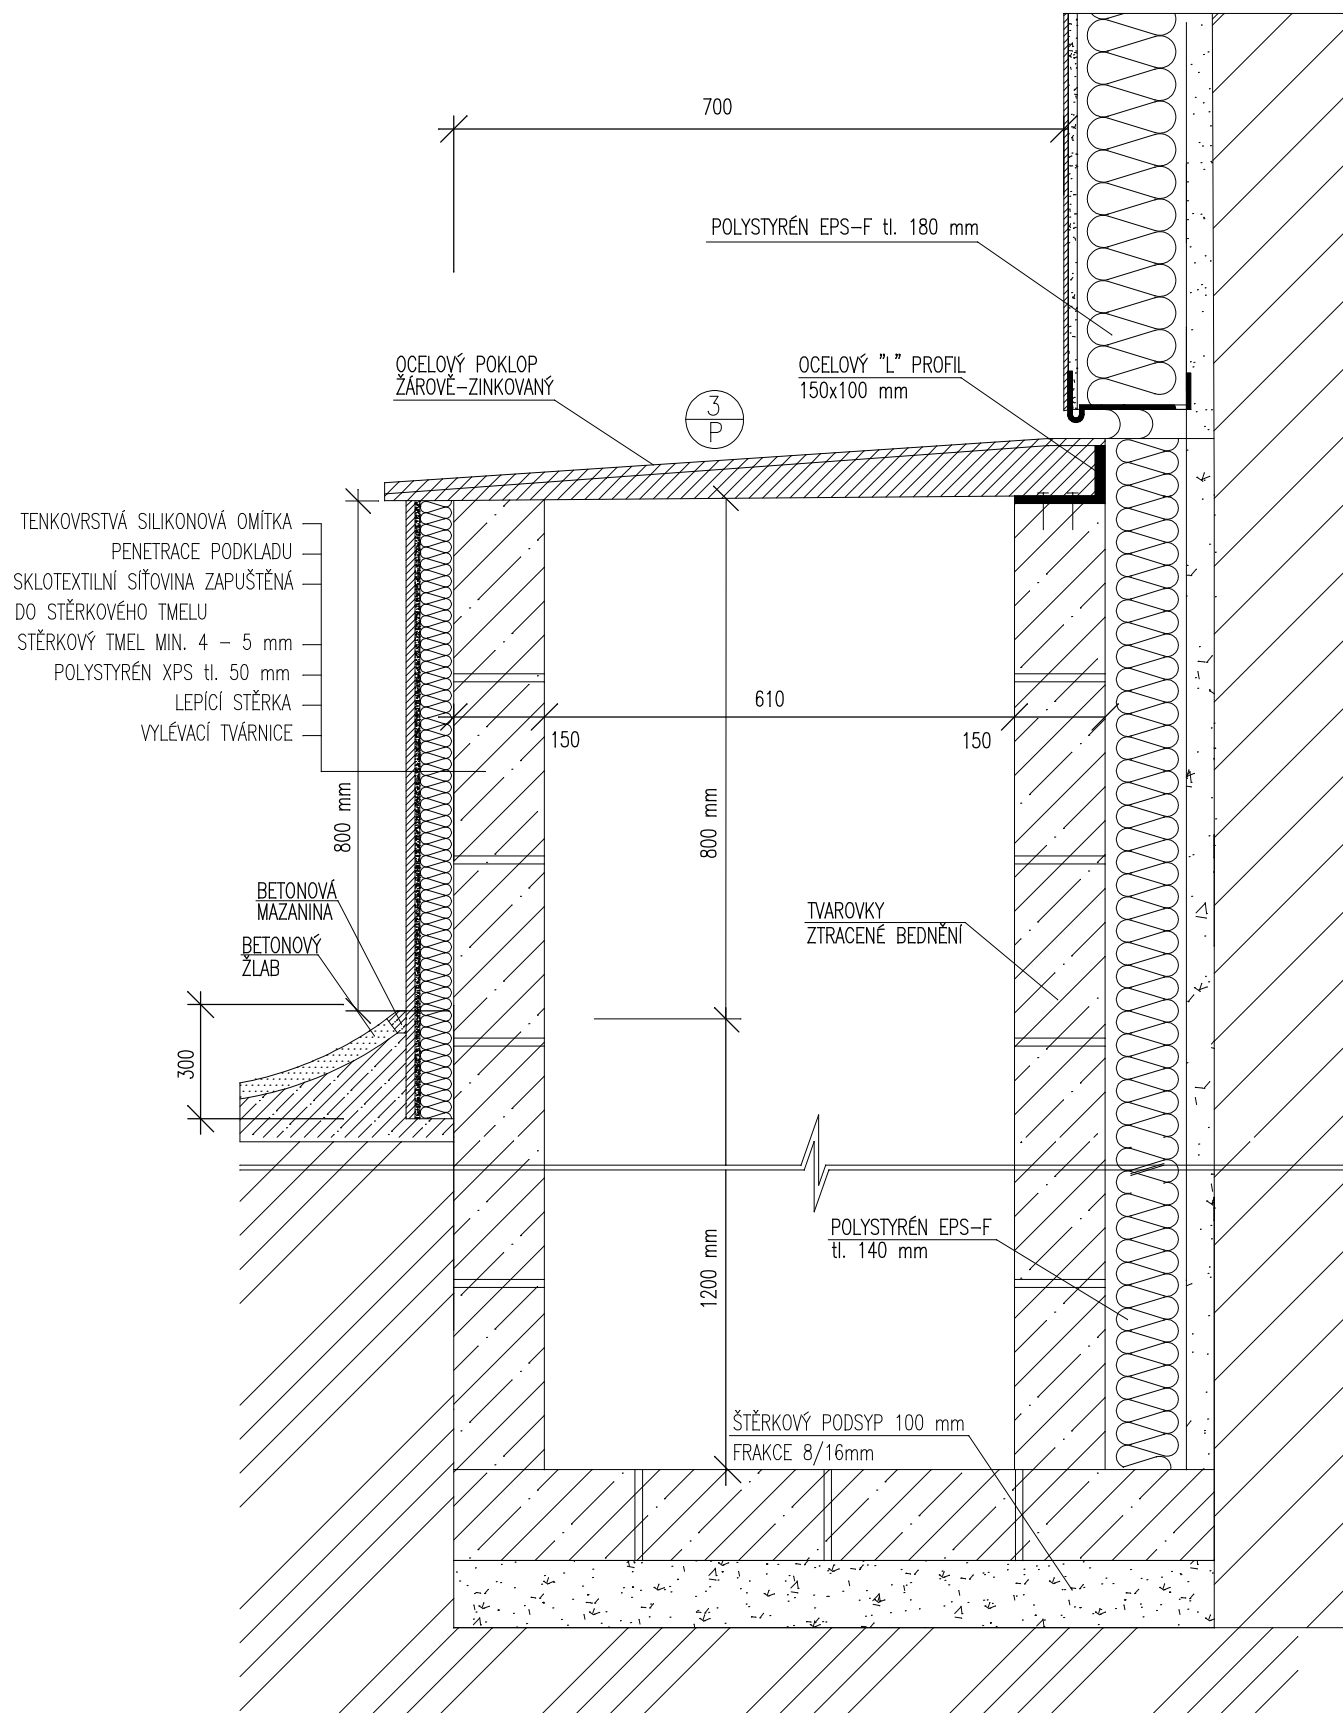 700
POLYSTYRÉN EPS-F tl. 180 mm
OCELOVÝ POKLOP
ŽÁROVĚ-ZINKOVANÝ
OCELOVÝ "L" PROFIL
150x100 mm
3
P
TENKOVRSTVÁ SILIKONOVÁ OMÍTKA
PENETRACE PODKLADU
SKLOTEXTILNÍ SÍŤOVINA ZAPUŠTĚNÁ
DO STĚRKOVÉHO TMELU
STĚRKOVÝ TMEL MIN. 4 - 5 mm
POLYSTYRÉN XPS tl. 50 mm
LEPÍCÍ STĚRKA
VYLÉVACÍ TVÁRNICE
610
150
150
800 mm
800 mm
BETONOVÁ
MAZANINA
BETONOVÝ
ŽLAB
TVAROVKY
ZTRACENÉ BEDNĚNÍ
300
POLYSTYRÉN EPS-F
tl. 140 mm
1200 mm
ŠTĚRKOVÝ PODSYP 100 mm
FRAKCE 8/16mm